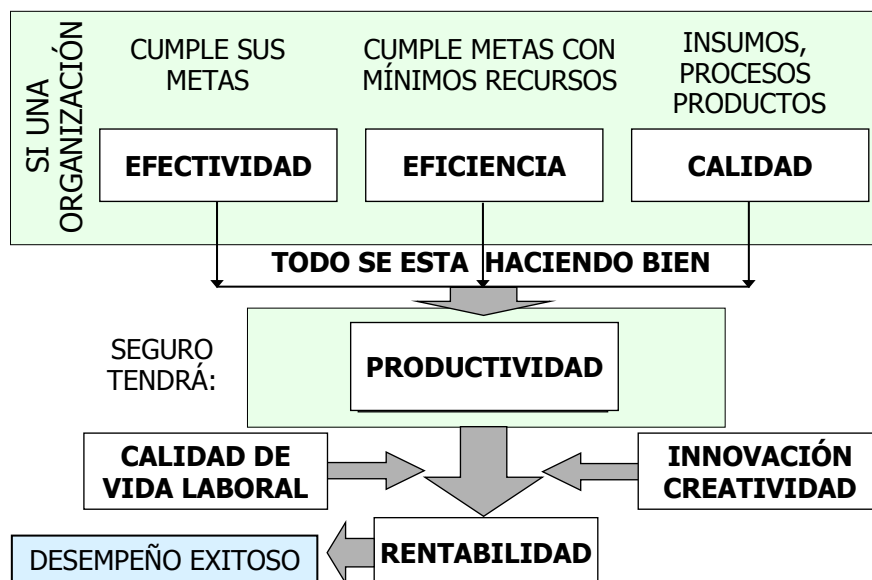 SI UNA
ORGANIZACIÓN
CUMPLE SUS
METAS
CUMPLE METAS CON
MÍNIMOS RECURSOS
INSUMOS,
PROCESOS
PRODUCTOS
EFECTIVIDAD
EFICIENCIA
CALIDAD
TODO SE ESTA HACIENDO BIEN
SEGURO
TENDRÁ:
PRODUCTIVIDAD
CALIDAD DE
VIDA LABORAL
INNOVACIÓN
CREATIVIDAD
DESEMPEÑO EXITOSO
RENTABILIDAD